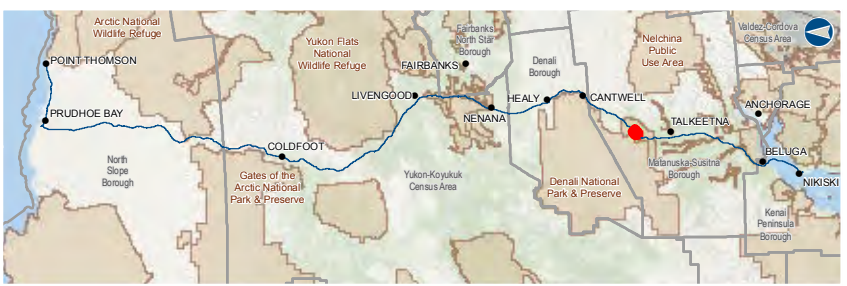 Arctic National
Wildlife Refuge
POINT THOMSON
PRUDHOE BAY
North
Slope
Borough
COLDFOOT
Gates of the
Arctic National
Park & Preserve
Yukon Flats
National
Wildlife Refuge
Fairbanks
North Star
Borough
FAIRBANKS
LIVENGOOD
NENANA
Yukon-Koyukuk
Census Area
Denali
Borough
HEALY
CANTWELL
Denali National
Park & Preserve
Nelchina
Public
Use Area
TALKEETNA
Matanuska-Susitna
Borough
Valdez-Cordova
Census Area
ANCHORAGE
BELUGA
NIKISKI
Kenai
Peninsula
Borough